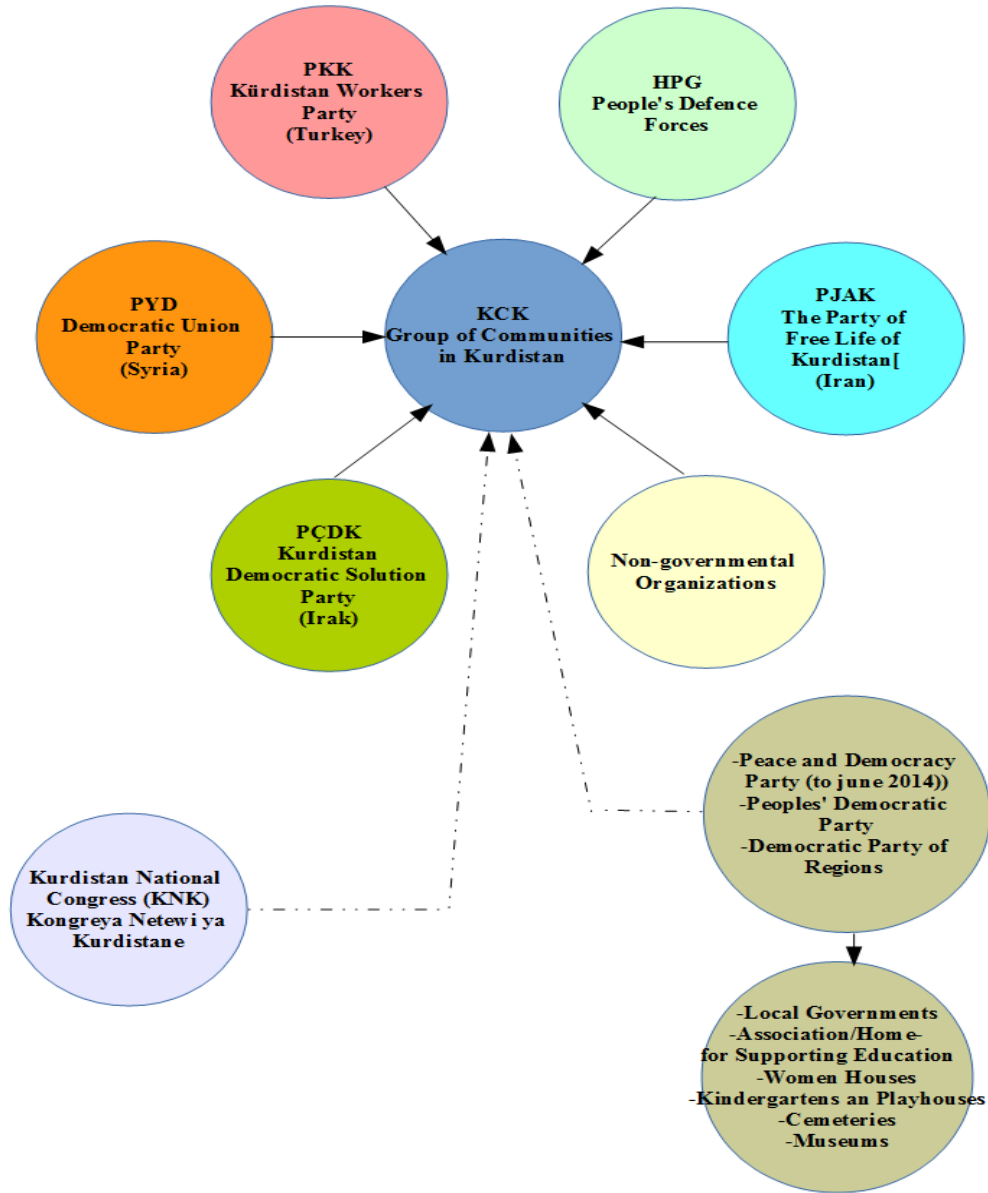 PKK
Kürdistan Workers
Party
(Turkey)
HPG
People's Defence
Forces
PYD
Democratic Union
Party
(Syria)
KCK
Group of Communities
in Kurdistan
PJAK
The Party of
Free Life of
Kurdistan[
(Iran)
PÇDK
Kurdistan
Democratic Solution
Party
(Irak)
Non-governmental
Organizations
-Peace and Democracy
Party (to june 2014))
-Peoples' Democratic
Party
-Democratic Party of
Regions
Kurdistan National
Congress (KNK)
Kongreya Netewi ya
Kurdistane
-Local Governments
-Association/Home-
for Supporting Education
-Women Houses
-Kindergartens an Playhouses
-Cemeteries
-Museums